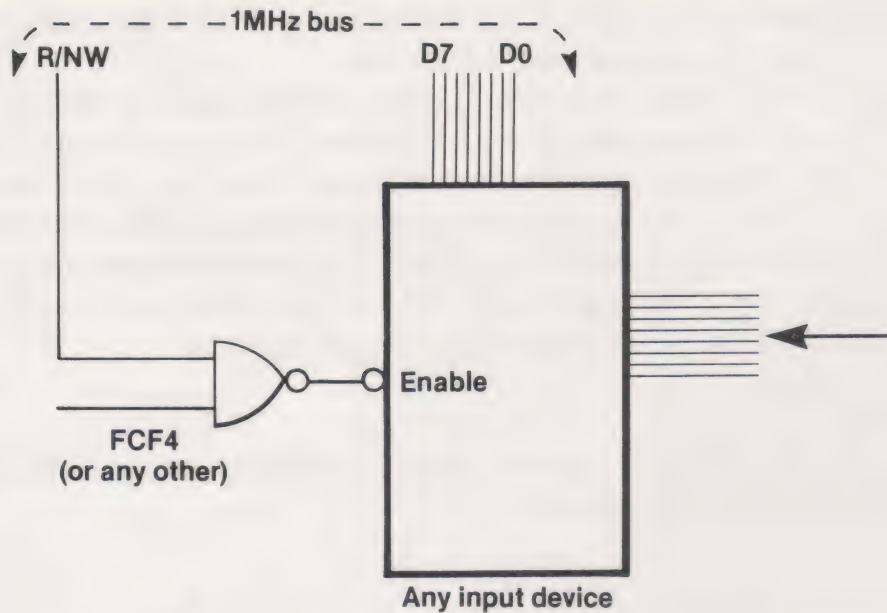 1MHz bus
R/NW
D7 D0
Enable
FCF4
(or any other)
Any input device